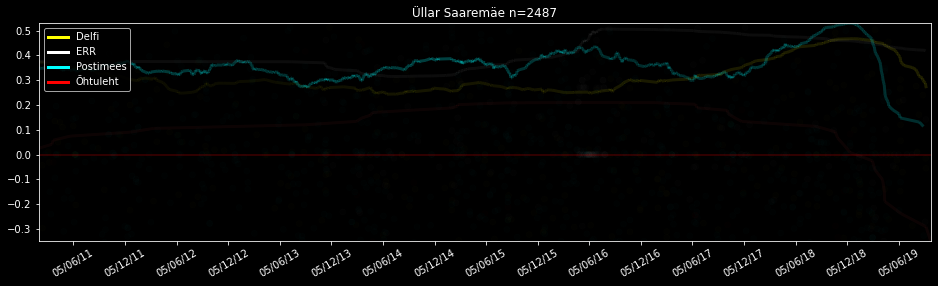 Üllar Saaremäe n=2487
Delfi
ERR
Postimees
Õhtuleht
0.5
0.4
0.3
0.2
0.1
0.0
−0.1
−0.2
−0.3
05/06/11 05/12/11 05/06/12 05/12/12 05/06/13 05/12/13 05/06/14 05/12/14 05/06/15 05/12/15 05/06/16 05/12/16 05/06/17 05/12/17 05/06/18 05/12/18 05/06/19